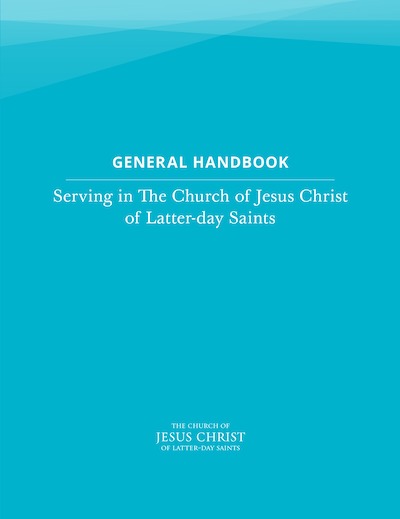 GENERAL HANDBOOK
Serving in The Church of Jesus Christ
of Latter-day Saints
THE CHURCH OF
JESUS CHRIST
OF LATTER-DAY SAINTS